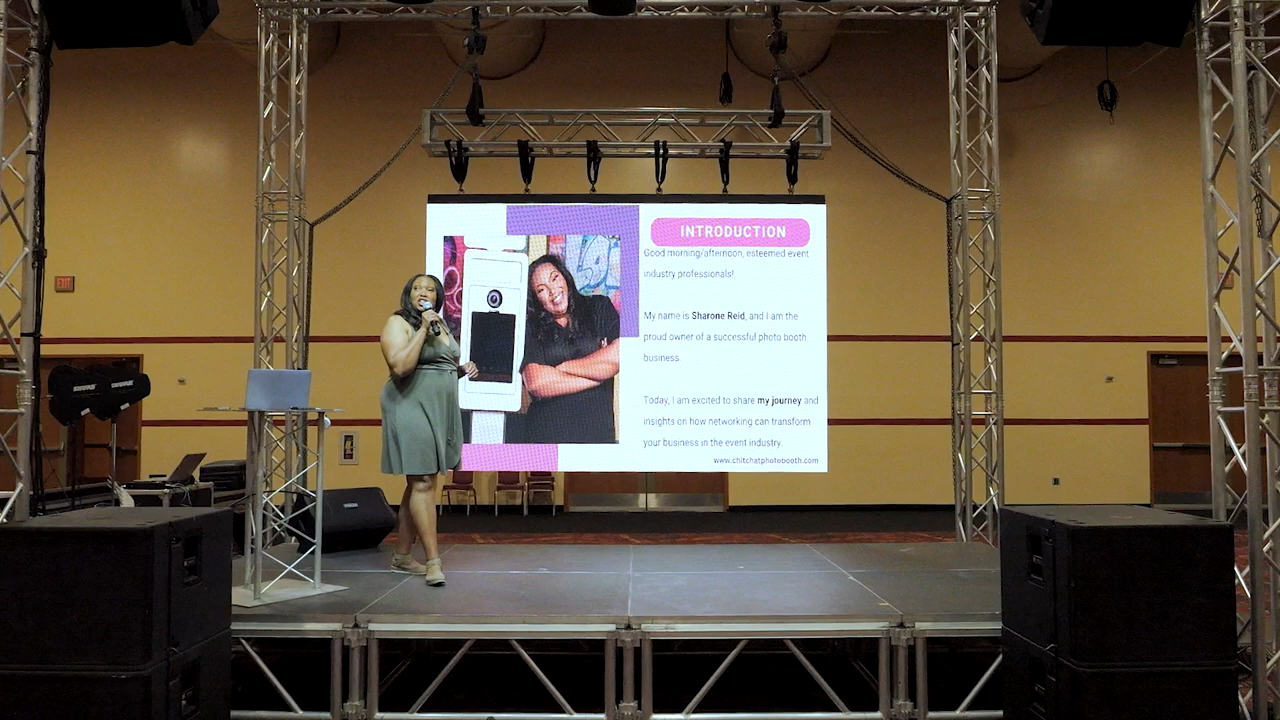 INTRODUCTION
Good morning/afternoon, esteemed event
industry professionals!
My name is Sharone Reid, and I am the
proud owner of a successful photo booth
business.
Today, I am excited to share my journey and
insights on how networking can transform
your business in the event industry.
www.chitchatphotobooth.com
EXIT